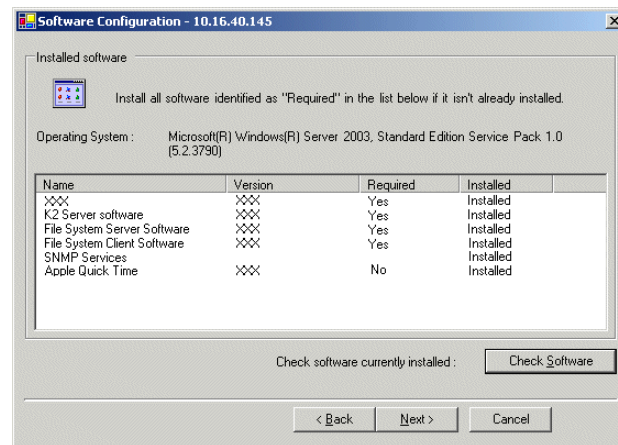 Software Configuration - 10.16.40.145
Installed software
Install all software identified as "Required" in the list below if it isn't already installed.
Operating System : Microsoft(R) Windows(R) Server 2003, Standard Edition Service Pack 1.0
(5.2.3790)
Name Version Required Installed
XXX XXX Yes Installed
K2 Server software XXX Yes Installed
File System Server Software XXX Yes Installed
File System Client Software XXX Yes Installed
SNMP Services Installed
Apple Quick Time XXX No Installed
Check software currently installed : Check Software
< Back Next > Cancel